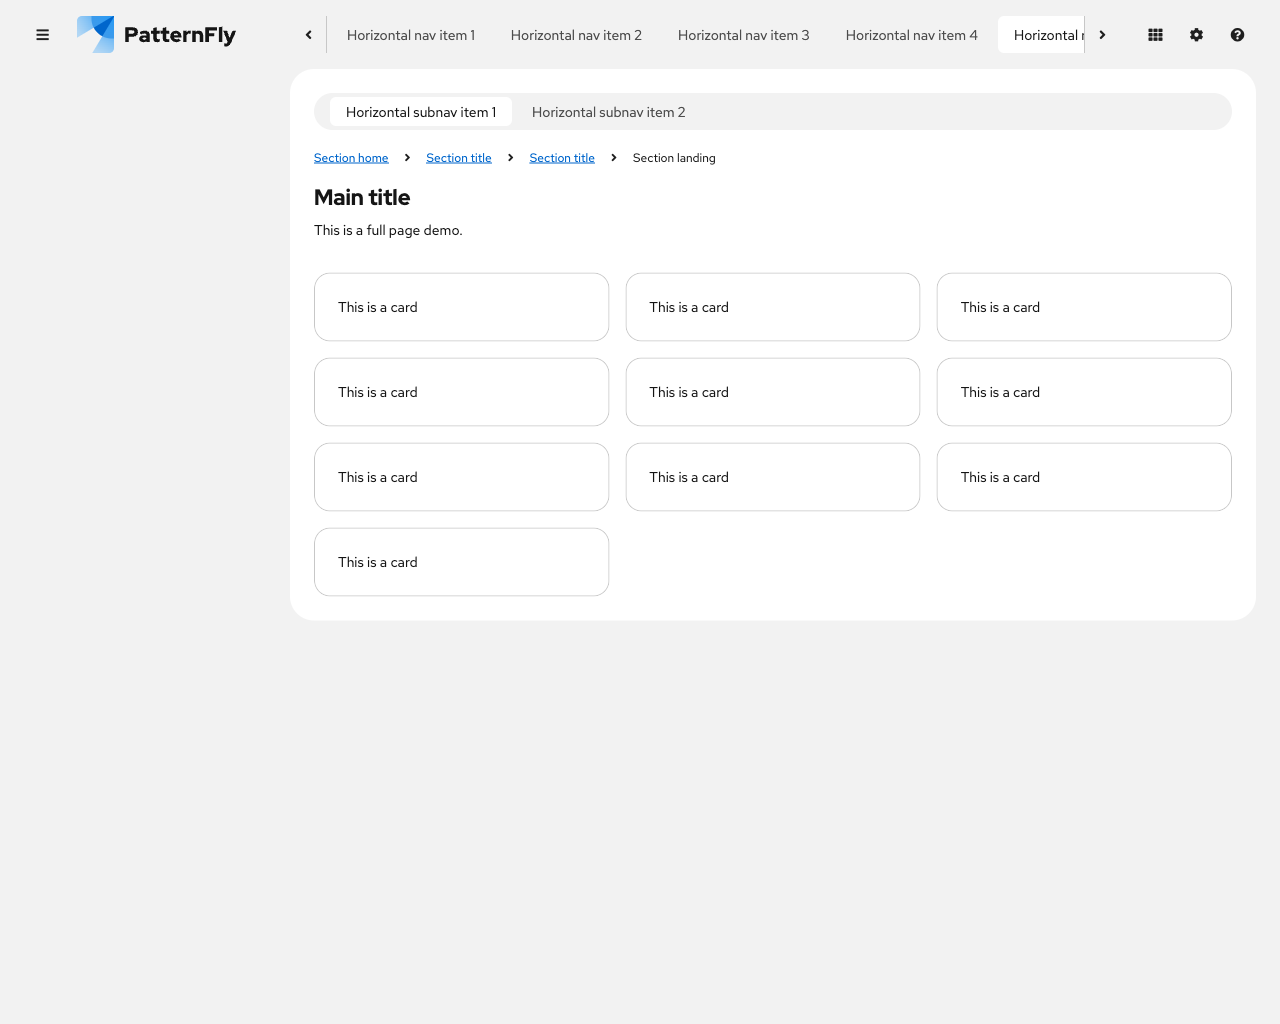 PatternFly
Horizontal nav item 1
Horizontal nav item 2
Horizontal nav item 3
Horizontal nav item 4
Horizontal
Horizontal subnav item 1
Horizontal subnav item 2
Section home
Section title
Section title
Section landing
Main title
This is a full page demo.
This is a card
This is a card
This is a card
This is a card
This is a card
This is a card
This is a card
This is a card
This is a card
This is a card